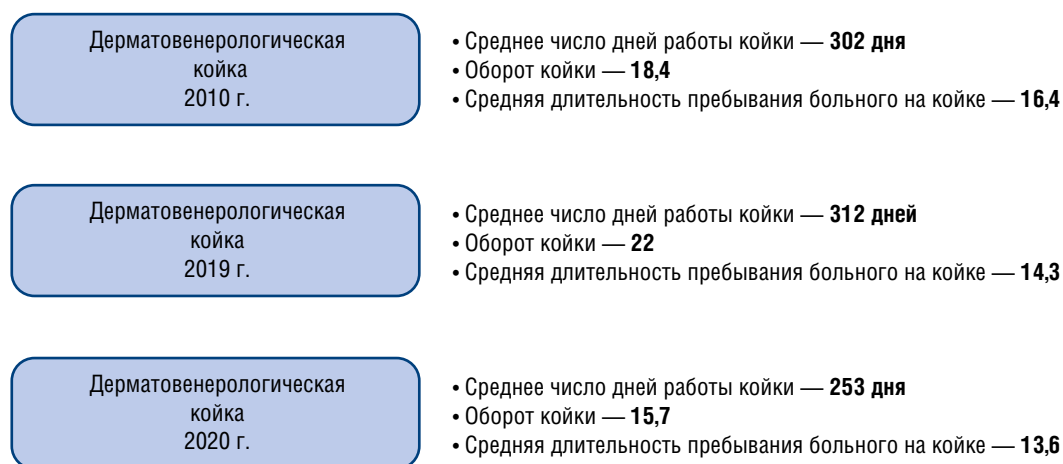 Дерматовенерологическая
койка
2010 г.
• Среднее число дней работы койки — 302 дня
• Оборот койки — 18,4
• Средняя длительность пребывания больного на койке — 16,4
Дерматовенерологическая
койка
2019 г.
• Среднее число дней работы койки — 312 дней
• Оборот койки — 22
• Средняя длительность пребывания больного на койке — 14,3
Дерматовенерологическая
койка
2020 г.
• Среднее число дней работы койки — 253 дня
• Оборот койки — 15,7
• Средняя длительность пребывания больного на койке — 13,6